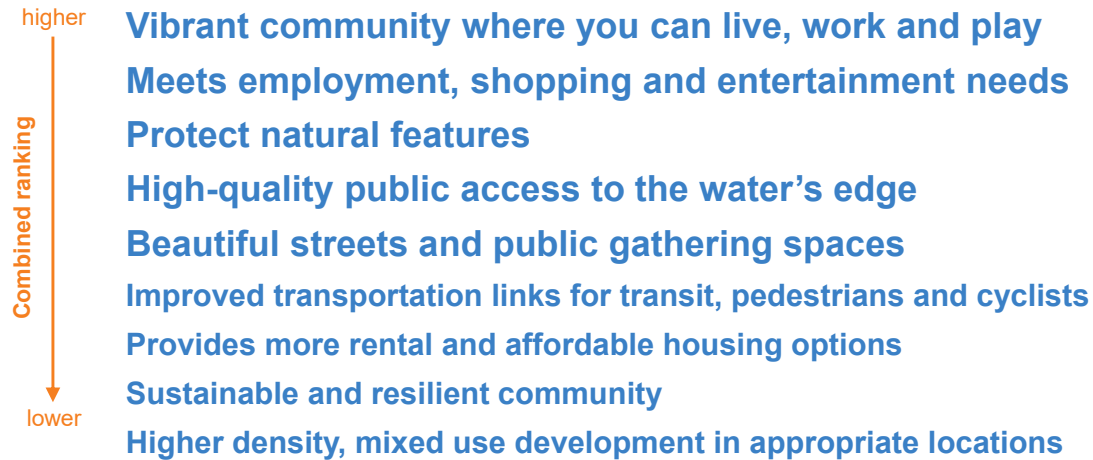 higher
Combined ranking
lower
Vibrant community where you can live, work and play
Meets employment, shopping and entertainment needs
Protect natural features
High-quality public access to the water’s edge
Beautiful streets and public gathering spaces
Improved transportation links for transit, pedestrians and cyclists
Provides more rental and affordable housing options
Sustainable and resilient community
Higher density, mixed use development in appropriate locations